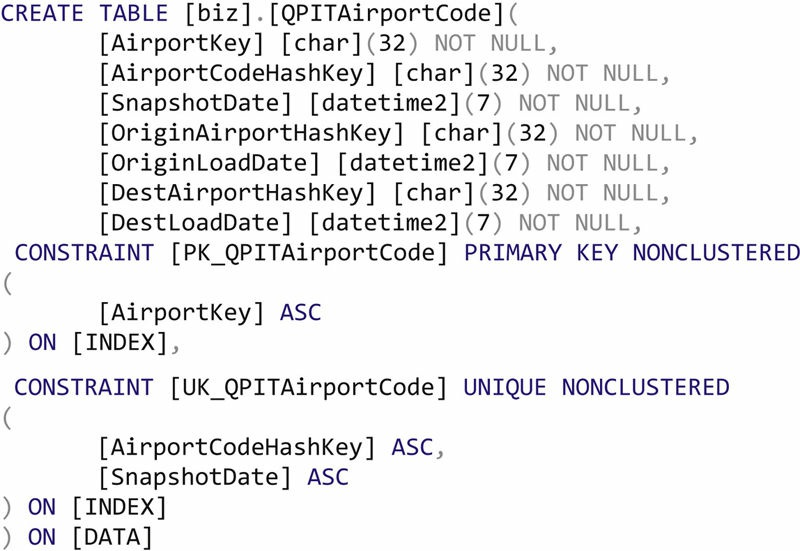 CREATE TABLE [biz].[QPITAirportCode](
[AirportKey] [char](32) NOT NULL,
[AirportCodeHashKey] [char](32) NOT NULL,
[SnapshotDate] [datetime2](7) NOT NULL,
[OriginAirportHashKey] [char](32) NOT NULL,
[OriginLoadDate] [datetime2](7) NOT NULL,
[DestAirportHashKey] [char](32) NOT NULL,
[DestLoadDate] [datetime2](7) NOT NULL,
CONSTRAINT [PK_QPITAirportCode] PRIMARY KEY NONCLUSTERED
(
[AirportKey] ASC
) ON [INDEX],
CONSTRAINT [UK_QPITAirportCode] UNIQUE NONCLUSTERED
(
[AirportCodeHashKey] ASC,
[SnapshotDate] ASC
) ON [INDEX]
) ON [DATA]